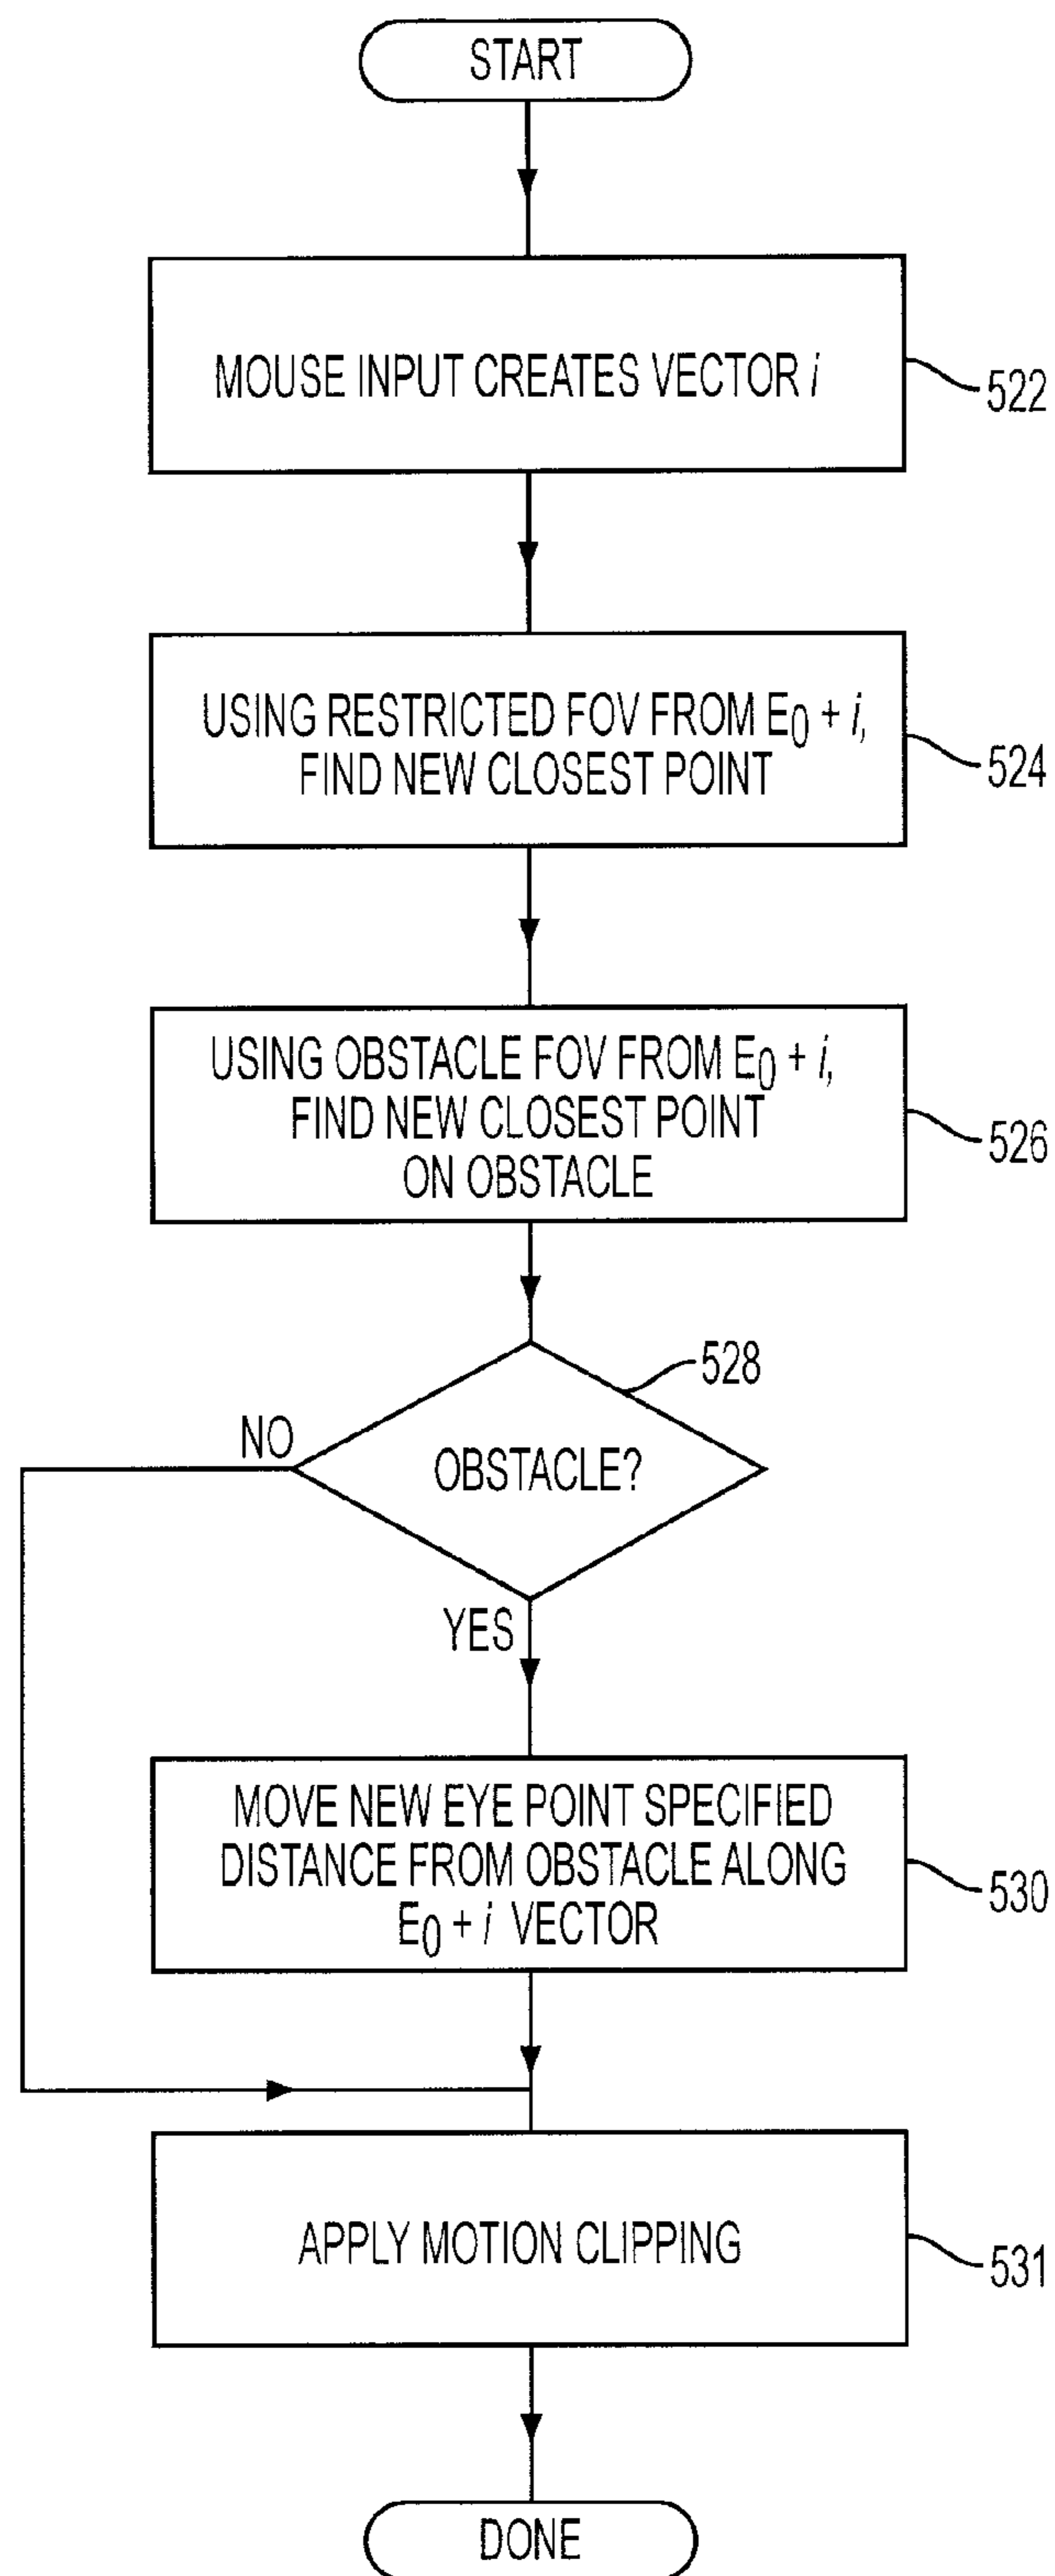 START
MOUSE INPUT CREATES VECTOR i
522
USING RESTRICTED FOV FROM E0 + i,
FIND NEW CLOSEST POINT
524
USING OBSTACLE FOV FROM E0 + i,
FIND NEW CLOSEST POINT
ON OBSTACLE
526
528
NO
OBSTACLE?
YES
MOVE NEW EYE POINT SPECIFIED
DISTANCE FROM OBSTACLE ALONG
E0 + i VECTOR
530
APPLY MOTION CLIPPING
531
DONE